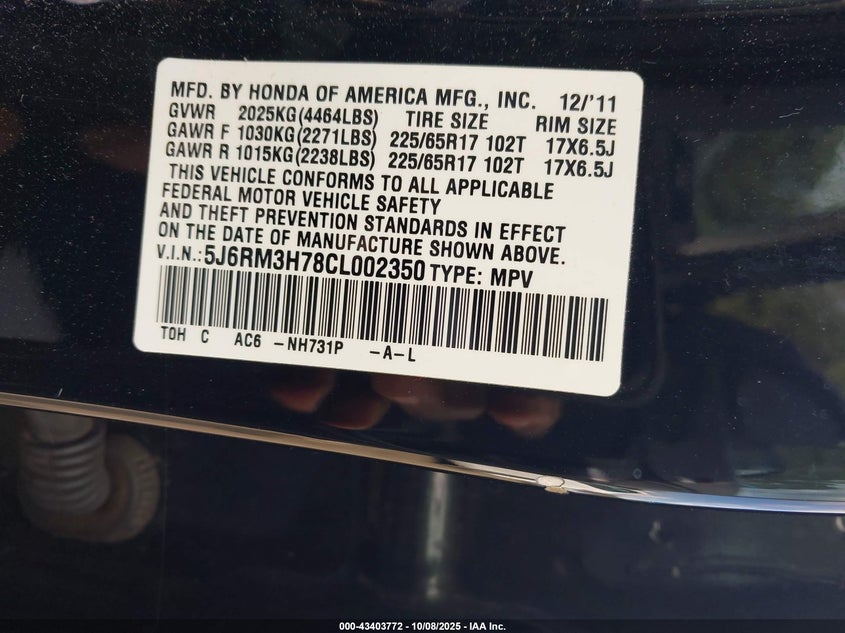 MFD. BY HONDA OF AMERICA MFG., INC. 12/'11
GVWR 2025KG(4464LBS) TIRE SIZE RIM SIZE
GAWR F 1030KG(2271LBS) 225/65R17 102T 17X6.5J
GAWR R 1015KG(2238LBS) 225/65R17 102T 17X6.5J
THIS VEHICLE CONFORMS TO ALL APPLICABLE
FEDERAL MOTOR VEHICLE SAFETY
AND THEFT PREVENTION STANDARDS IN EFFECT
ON THE DATE OF MANUFACTURE SHOWN ABOVE.
V.I.N.:5J6RM3H78CL002350 TYPE: MPV
TOH C AC6 -NH731P -A-L
000-43403772 - 10/08/2025 - IAA Inc.